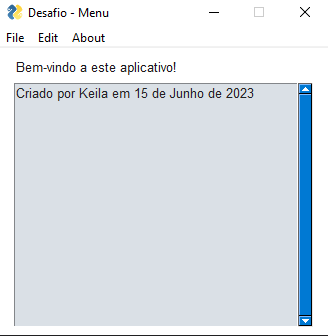 Desafio - Menu
File Edit About
Bem-vindo a este aplicativo!
Criado por Keila em 15 de Junho de 2023